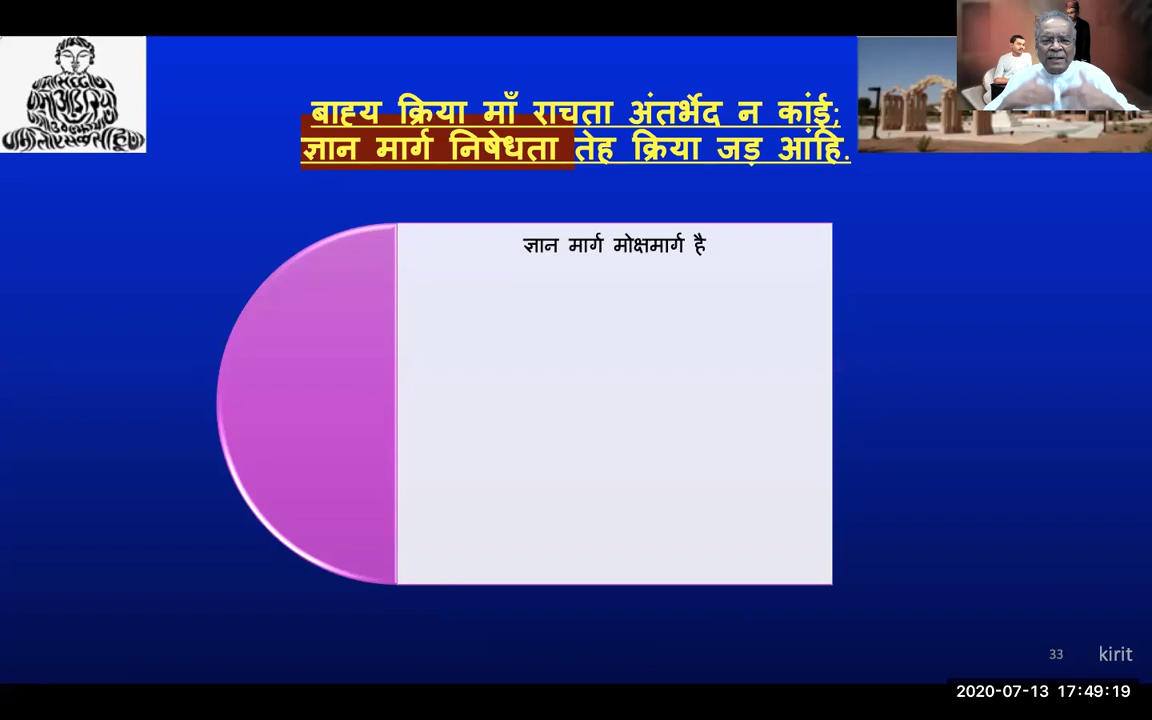 बाह्य क्रिया माँ राचता अंतर्भेद न कांई;
ज्ञान मार्ग निषेधता तेह क्रिया जड़ आंहि.
ज्ञान मार्ग मोक्षमार्ग है
33
kirit
2020-07-13 17:49:19